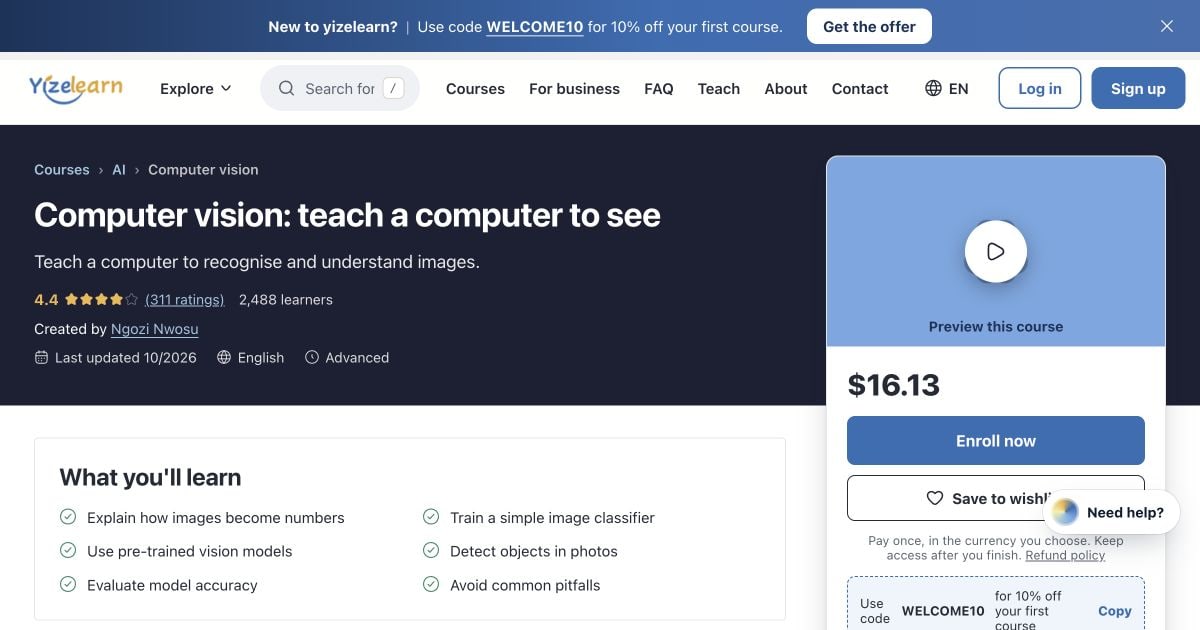 New to yizelearn? | Use code WELCOME10 for 10% off your first course. Get the offer
Yizelearn Explore Search for / Courses For business FAQ Teach About Contact EN Log in Sign up
Courses › AI › Computer vision
Computer vision: teach a computer to see
Teach a computer to recognise and understand images.
4.4 (311 ratings) 2,488 learners
Created by Ngozi Nwosu
Last updated 10/2026 English Advanced
Preview this course
$16.13
Enroll now
Save to wishli
Need help?
Pay once, in the currency you choose. Keep
access after you finish. Refund policy
Use code WELCOME10 for 10% off your first course Copy
What you'll learn
Explain how images become numbers
Train a simple image classifier
Use pre-trained vision models
Detect objects in photos
Evaluate model accuracy
Avoid common pitfalls